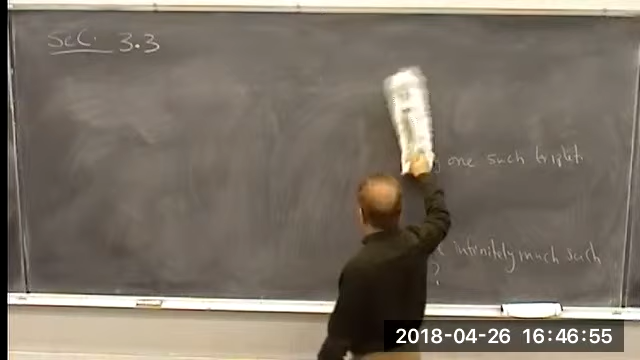 Sec. 3.3
one such triplet.
infinitely much such
?
2018-04-26 16:46:55